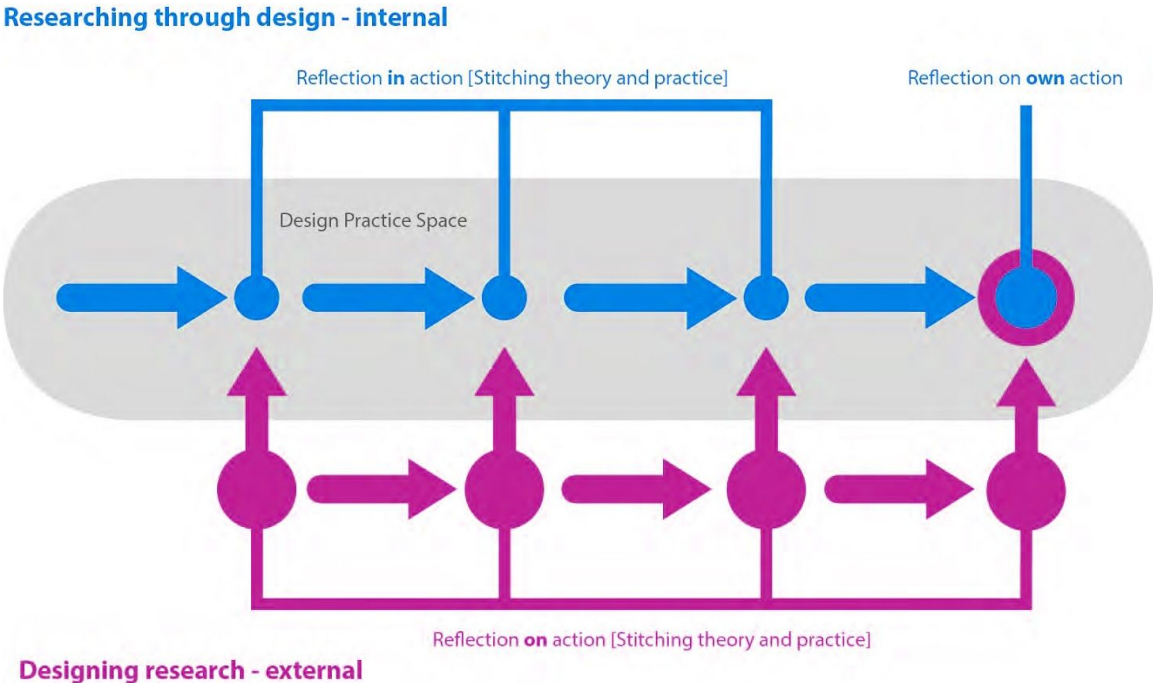 Researching through design - internal
Reflection in action [Stitching theory and practice]
Reflection on own action
Design Practice Space
Reflection on action [Stitching theory and practice]
Designing research - external